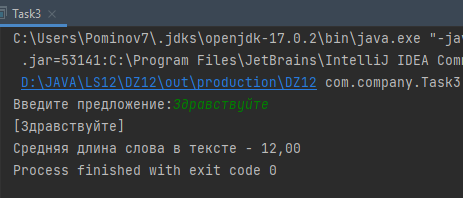 Task3
C:\Users\Pominov7\.jdks\openjdk-17.0.2\bin\java.exe "-ja
.jar=53141:C:\Program Files\JetBrains\IntelliJ IDEA Com
D:\JAVA\LS12\DZ12\out\production\DZ12 com.company.Task3
Введите предложение:Здравствуйте
[Здравствуйте]
Средняя длина слова в тексте - 12,00
Process finished with exit code 0